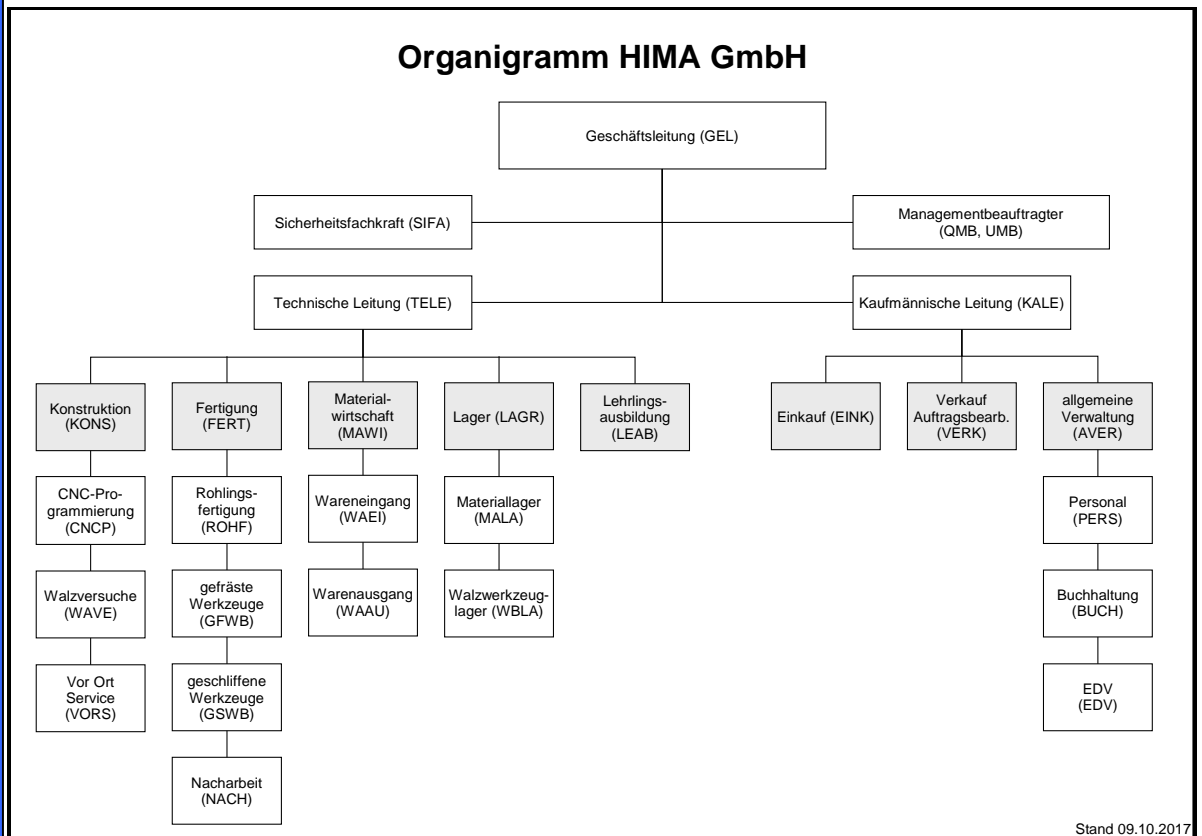 Organigramm HIMA GmbH
Geschäftsleitung (GEL)
Sicherheitsfachkraft (SIFA)
Managementbeauftragter
(QMB, UMB)
Technische Leitung (TELE)
Kaufmännische Leitung (KALE)
Konstruktion
(KONS)
Fertigung
(FERT)
Material-
wirtschaft
(MAWI)
Lager (LAGR)
Lehrlings-
ausbildung
(LEAB)
Einkauf (EINK)
Verkauf
Auftragsbearb.
(VERK)
allgemeine
Verwaltung
(AVER)
CNC-Pro-
grammierung
(CNCP)
Rohlings-
fertigung
(ROHF)
Wareneingang
(WAEI)
Materiallager
(MALA)
Personal
(PERS)
Walzversuche
(WAVE)
gefräste
Werkzeuge
(GFWB)
Warenausgang
(WAAU)
Walzwerkzeug-
lager (WBLA)
Buchhaltung
(BUCH)
Vor Ort
Service
(VORS)
geschliffene
Werkzeuge
(GSWB)
EDV
(EDV)
Nacharbeit
(NACH)
Stand 09.10.2017